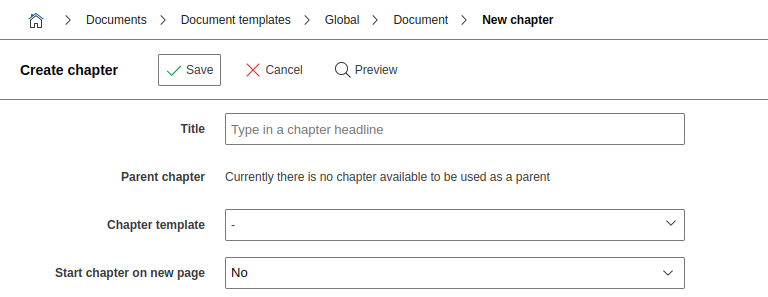 Documents Document templates Global Document New chapter
Create chapter Save Cancel Preview
Title Type in a chapter headline
Parent chapter Currently there is no chapter available to be used as a parent
Chapter template -
Start chapter on new page No